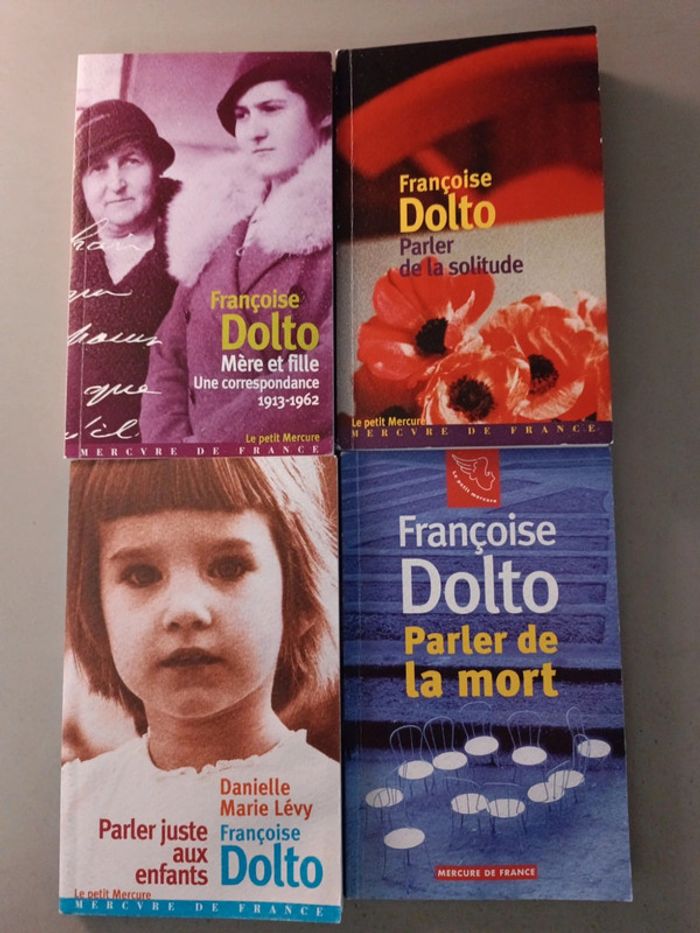 Françoise
Dolto
Mère et fille
Une correspondance
1913-1962
que
Le petit Mercure
MERCVRE DE FRANCE
Françoise
Dolto
Parler
de la solitude
Le petit Mercure
MERCVRE DE FRANCE
Danielle
Marie Lévy
Parler juste
aux
enfants
Françoise
Dolto
Le petit Mercure
MERCVRE DE FRANCE
Le petit mercure
Françoise
Dolto
Parler de
la mort
MERCURE DE FRANCE